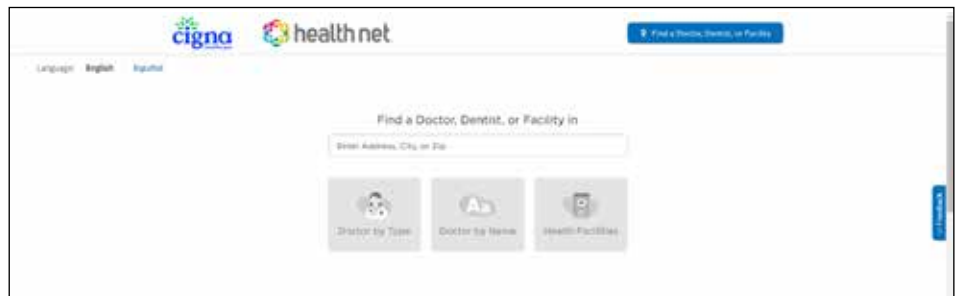 cigna health net
Find a Doctor, Dentist, or Facility
Language English Español
Find a Doctor, Dentist, or Facility in
Enter Address, City, or Zip
Doctor by Type Doctor by Name Health Facilities
Feedback